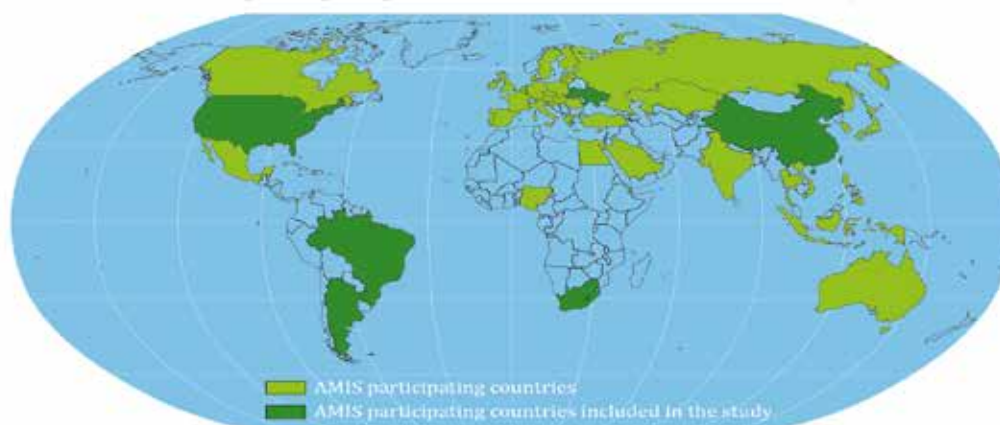 AMIS participating countries
AMIS participating countries included in the study